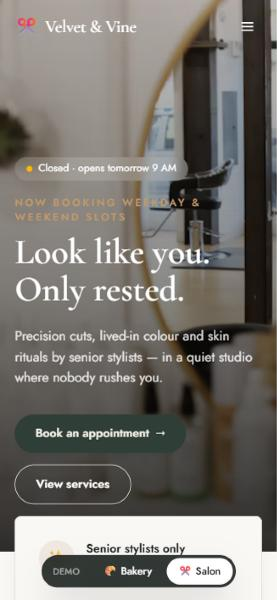 Velvet & Vine
Closed · opens tomorrow 9 AM
NOW BOOKING WEEKDAY &
WEEKEND SLOTS
Look like you.
Only rested.
Precision cuts, lived-in colour and skin
rituals by senior stylists — in a quiet studio
where nobody rushes you.
Book an appointment →
View services
Senior stylists only
DEMO Bakery Salon